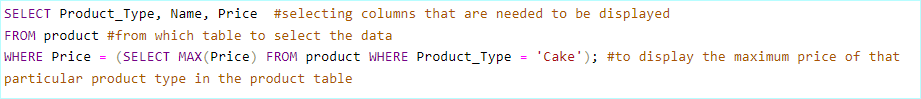 SELECT Product_Type, Name, Price  #selecting columns that are needed to be displayed
FROM product #from which table to select the data
WHERE Price = (SELECT MAX(Price) FROM product WHERE Product_Type = 'Cake'); #to display the maximum price of that
particular product type in the product table